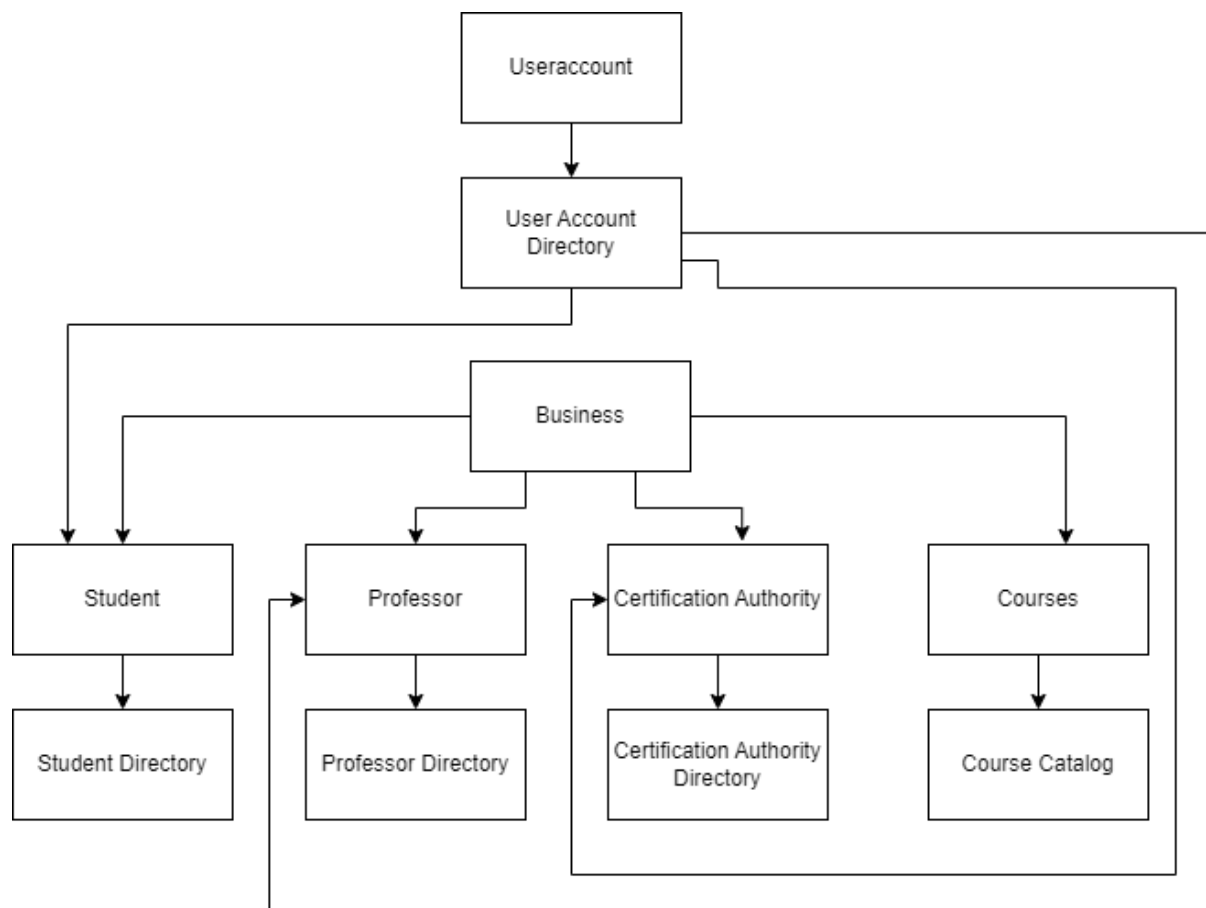 Useraccount
User Account
Directory
Business
Student
Professor
Certification Authority
Courses
Student Directory
Professor Directory
Certification Authority
Directory
Course Catalog